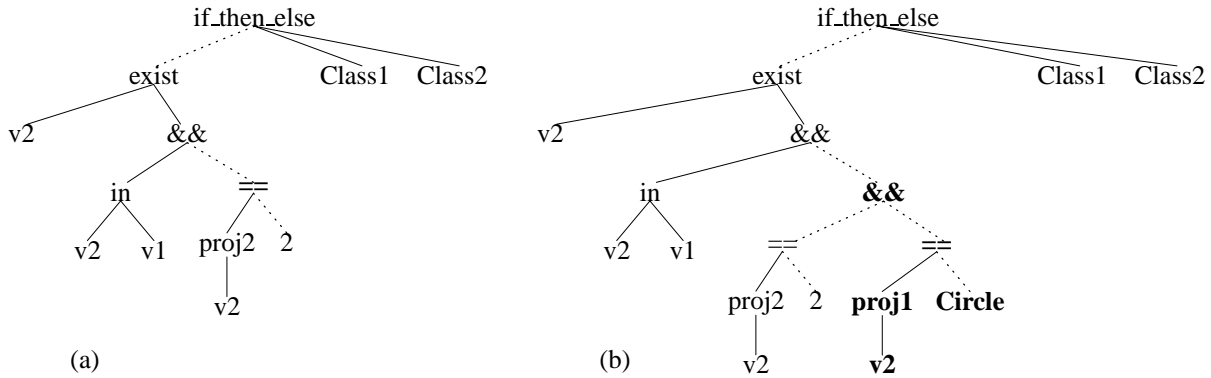 if_then_else
exist Class1 Class2
v2 &&
in ==
v2 v1 proj2 2
v2
(a)
if_then_else
exist Class1 Class2
v2 &&
in &&
v2 v1 == ==
proj2 2 proj1 Circle
v2 v2
(b)